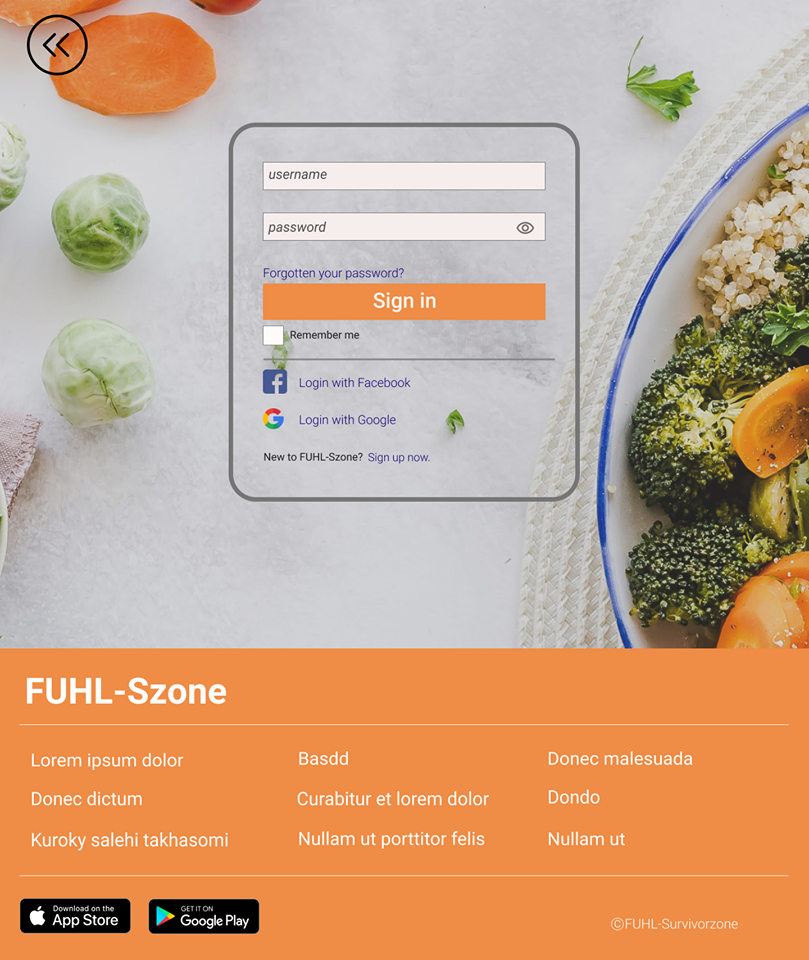 username
password
Forgotten your password?
Sign in
Remember me
Login with Facebook
Login with Google
New to FUHL-Szone? Sign up now.
FUHL-Szone
Lorem ipsum dolor
Basdd
Donec malesuada
Donec dictum
Curabitur et lorem dolor
Dondo
Kuroky salehi takhasomi
Nullam ut porttitor felis
Nullam ut
Download on the
App Store
GET IT ON
Google Play
©FUHL-Survivorzone